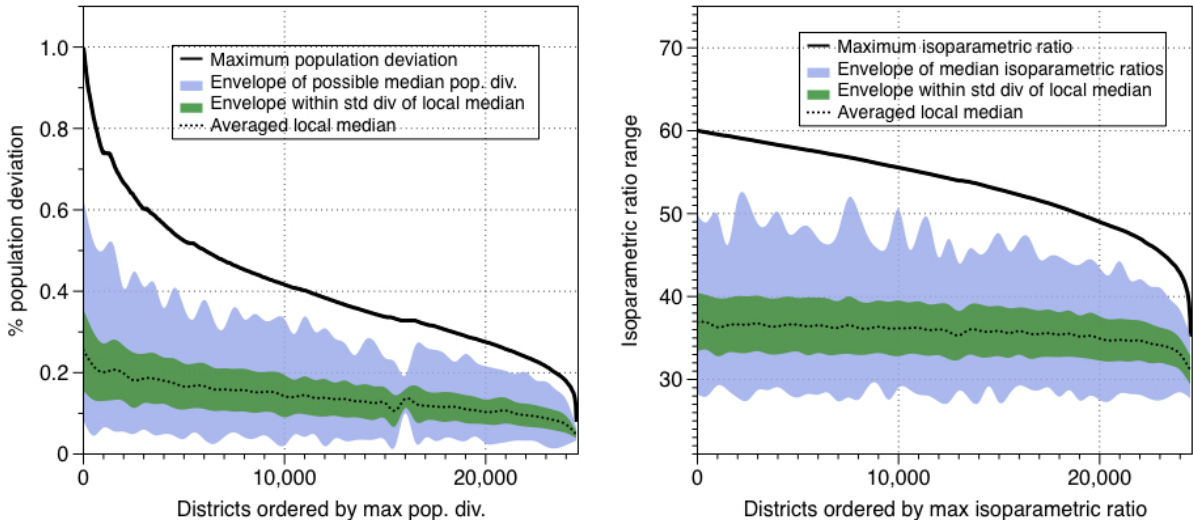 % population deviation
1.0
0.8
0.6
0.4
0.2
0
Maximum population deviation
Envelope of possible median pop. div.
Envelope within std div of local median
Averaged local median
0
10,000
20,000
Districts ordered by max pop. div.
Isoparametric ratio range
70
60
50
40
30
Maximum isoparametric ratio
Envelope of median isoparametric ratios
Envelope within std div of local median
Averaged local median
0
10,000
20,000
Districts ordered by max isoparametric ratio